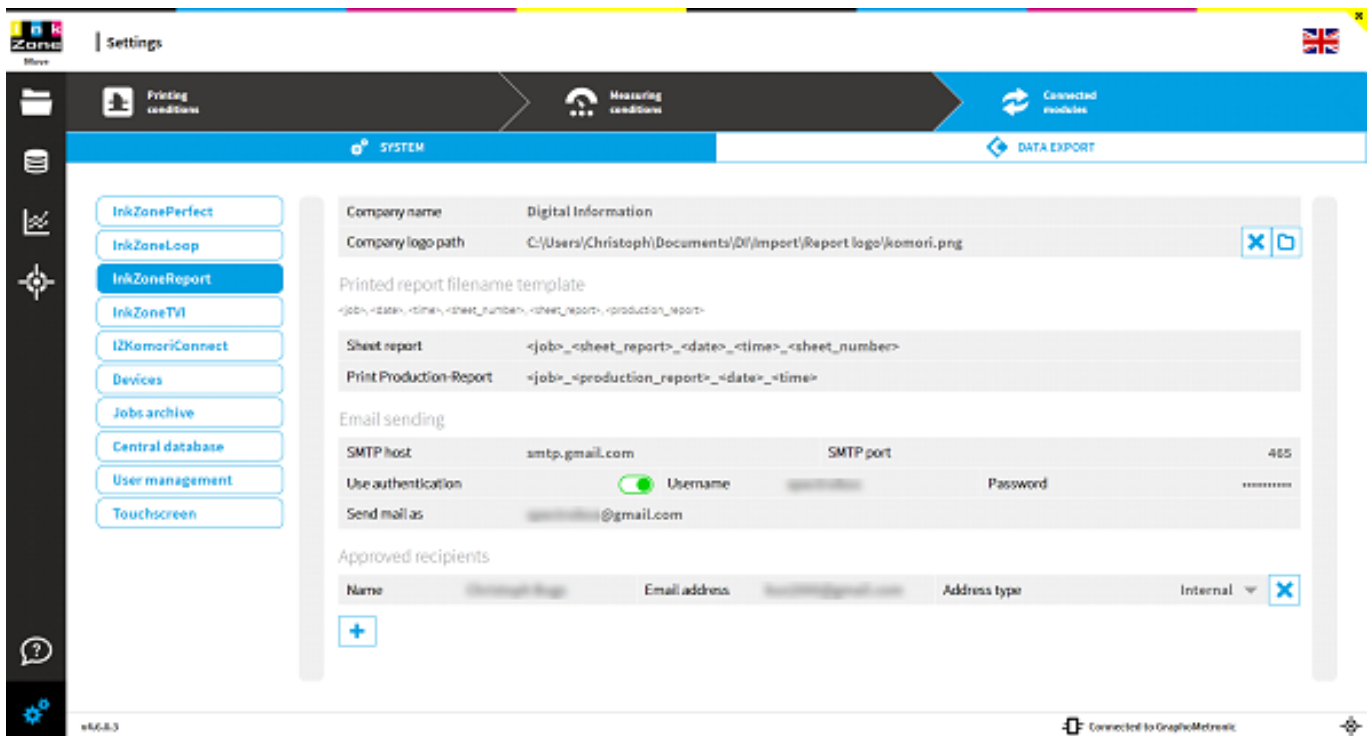 Ink
Zone
Move
Settings
Printing conditions
Measuring conditions
Connected modules
SYSTEM
DATA EXPORT
InkZonePerfect
InkZoneLoop
InkZoneReport
InkZoneTVI
IZKomoriConnect
Devices
Jobs archive
Central database
User management
Touchscreen
Company name Digital Information
Company logo path C:\Users\Christoph\Documents\DI\Import\Report logo\komori.png
Printed report filename template
<job>, <date>, <time>, <sheet_number>, <sheet_report>, <production_report>
Sheet report <job>_<sheet_report>_<date>_<time>_<sheet_number>
Print Production-Report <job>_<production_report>_<date>_<time>
Email sending
SMTP host smtp.gmail.com SMTP port 465
Use authentication Username Password
Send mail as @gmail.com
Approved recipients
Name Email address Address type Internal
Connected to GraphoMetronic